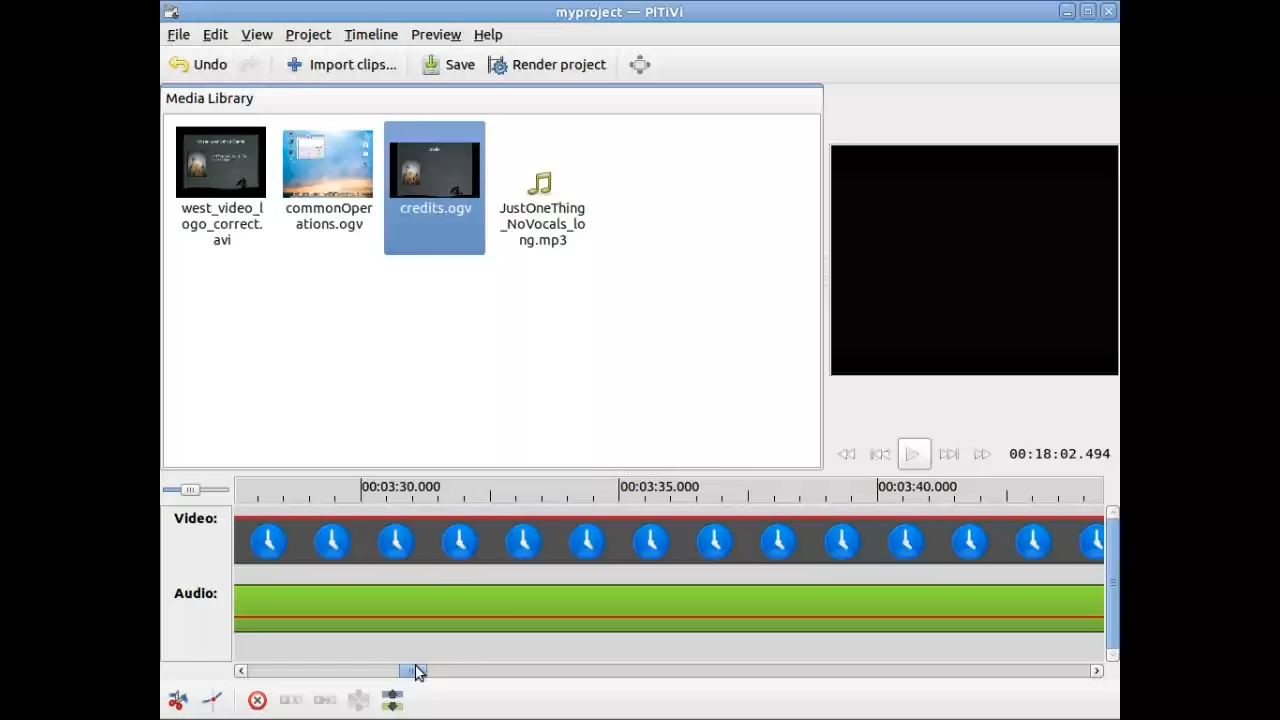 myproject — PiTiVi
File Edit View Project Timeline Preview Help
Undo Import clips... Save Render project
Media Library
west_video_l
ogo_correct.
avi
commonOper
ations.ogv
credits.ogv
JustOneThing
_NoVocals_lo
ng.mp3
00:18:02.494
00:03:30.000 00:03:35.000 00:03:40.000
Video:
Audio: